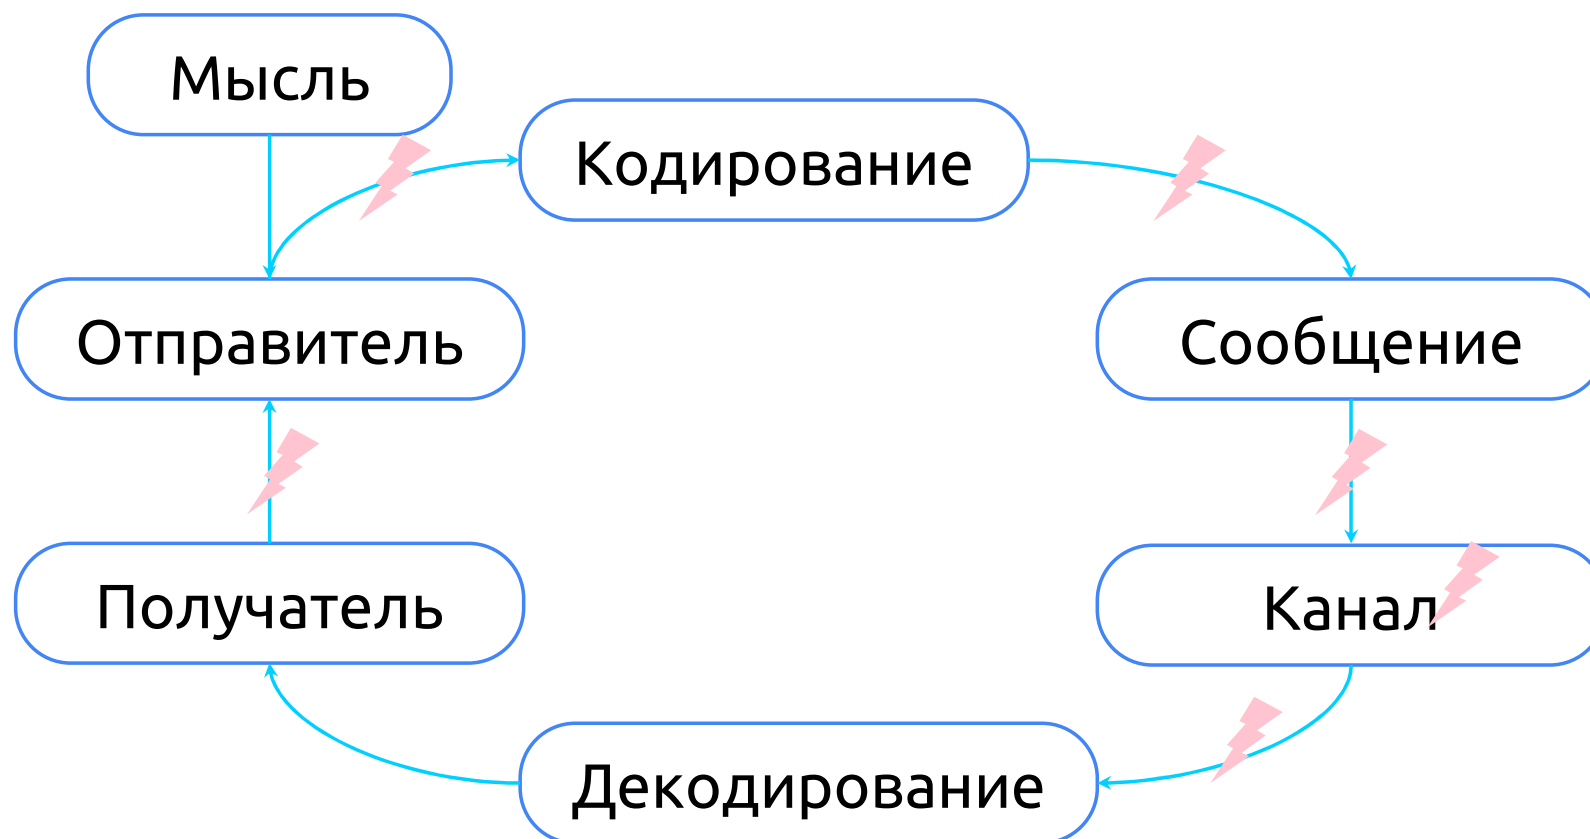 Мысль
Кодирование
Отправитель
Сообщение
Получатель
Канал
Декодирование